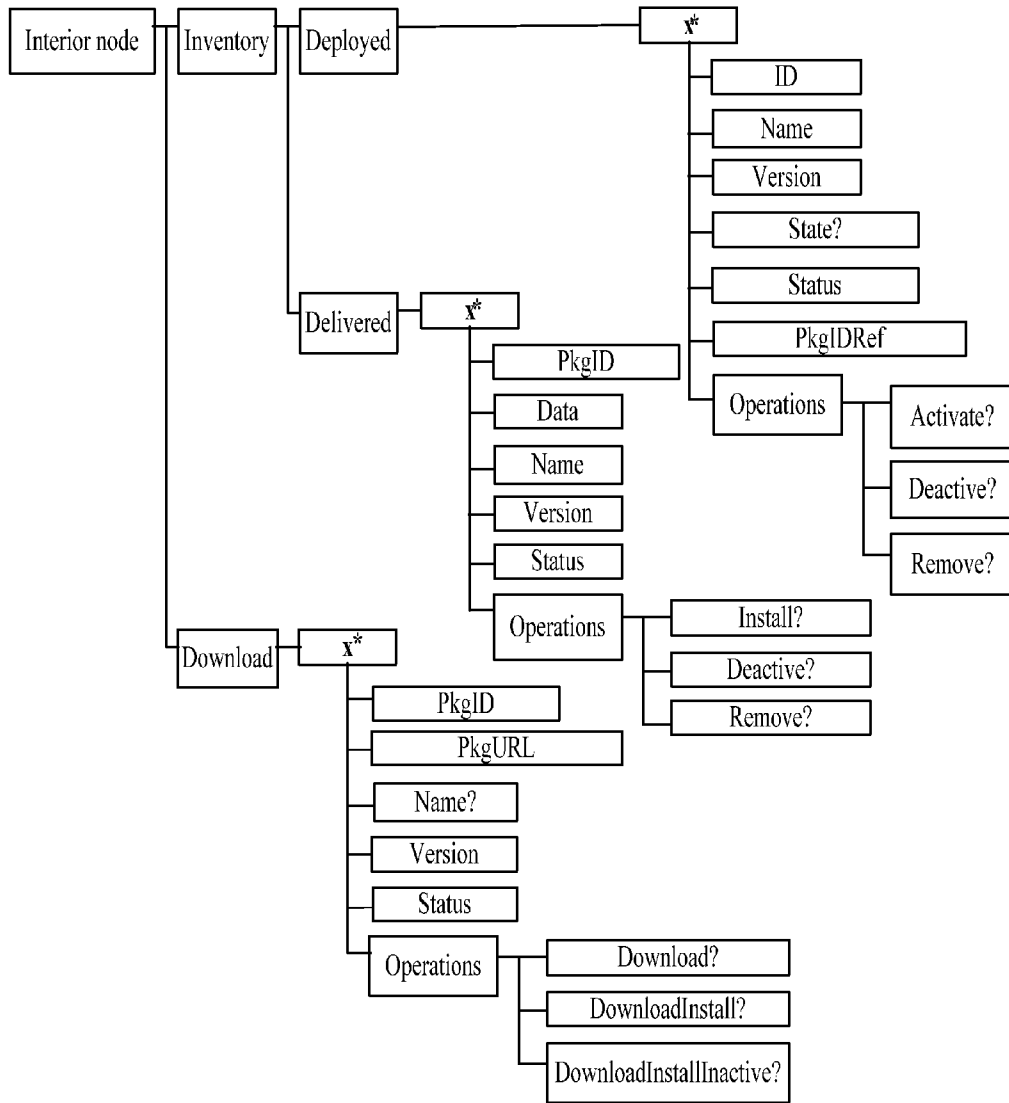 Interior node
Inventory
Deployed
x*
ID
Name
Version
State?
Status
PkgIDRef
Operations
Activate?
Deactive?
Remove?
Delivered
x*
PkgID
Data
Name
Version
Status
Operations
Install?
Deactive?
Remove?
Download
x*
PkgID
PkgURL
Name?
Version
Status
Operations
Download?
DownloadInstall?
DownloadInstallInactive?